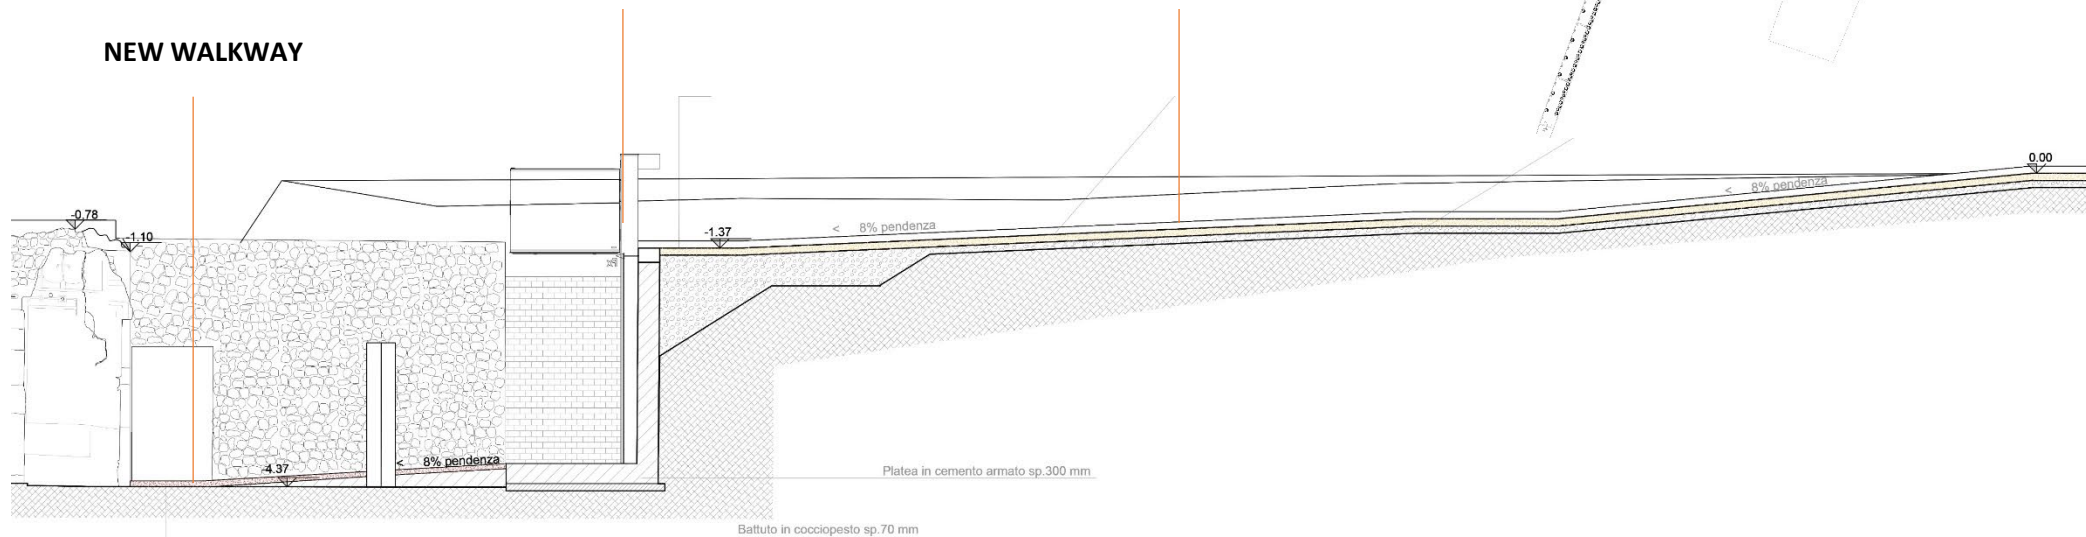 NEW WALKWAY
0.00
< 8% pendenza
-0.78
< 8% pendenza
-1.10
-1.37
< 8% pendenza
-4.37
Platea in cemento armato sp.300 mm
Battuto in cocciopesto sp.70 mm